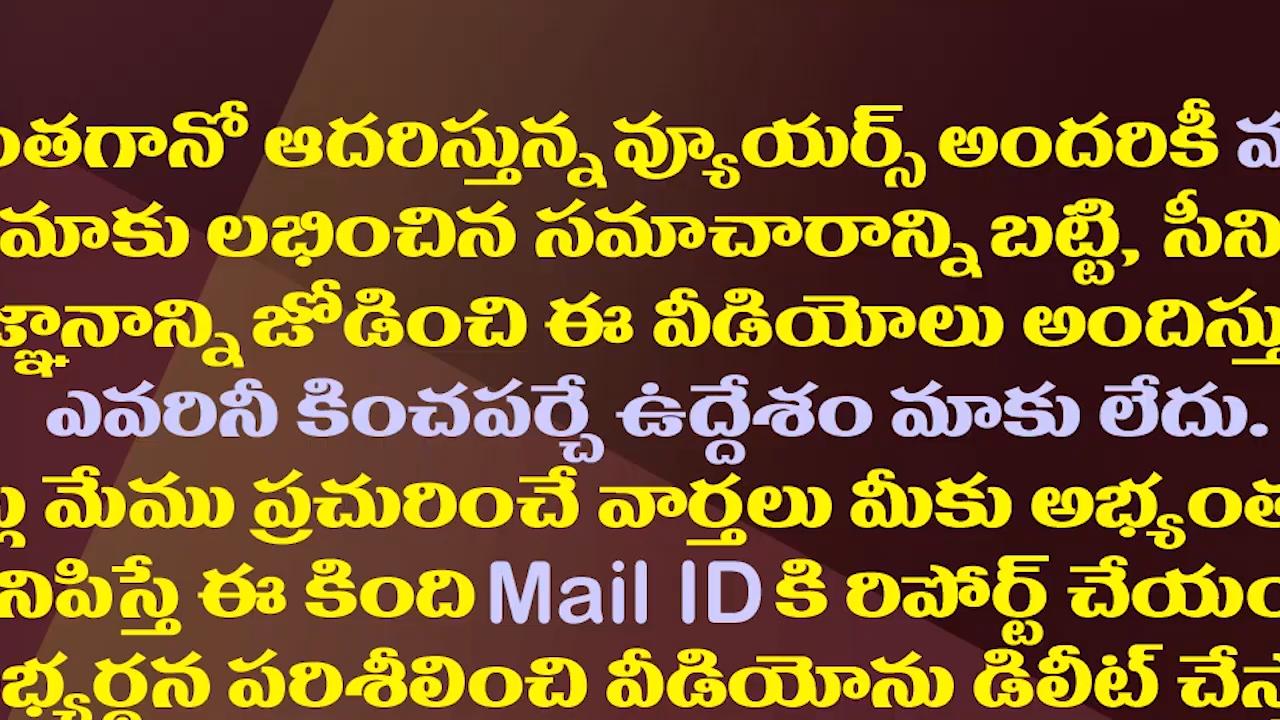 ంతగానో ఆదరిస్తున్న వ్యూయర్స్ అందరికీ
మాకు లభించిన సమాచారాన్ని బట్టి, సీని
జ్ఞానాన్ని జోడించి ఈ వీడియోలు అందిస్తు
ఎవరినీ కించపర్చే ఉద్దేశం మాకు లేదు.
మేము ప్రచురించే వార్తలు మీకు అభ్యంత
నిపిస్తే ఈ కింది Mail ID కి రిపోర్ట్ చేయం
భ్యర్థన పరిశీలించి వీడియోను డిలీట్ చేస